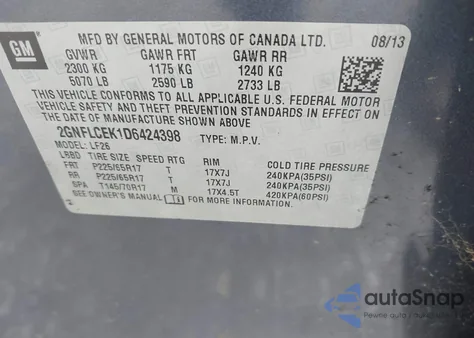 GM
MFD BY GENERAL MOTORS OF CANADA LTD. 08/13
GVWR GAWR FRT GAWR RR
2300 KG 1175 KG 1240 KG
5070 LB 2590 LB 2733 LB
THIS VEHICLE CONFORMS TO ALL APPLICABLE U.S. FEDERAL MOTOR
VEHICLE SAFETY AND THEFT PREVENTION STANDARDS IN EFFECT ON
THE DATE OF MANUFACTURE SHOWN ABOVE.
2GNFLCEK1D6424398 TYPE: M.P.V.
MODEL: LF26
TIRE SIZE SPEED RTG RIM COLD TIRE PRESSURE
FRT P225/65R17 T 17X7J 240KPA(35PSI)
RR P225/65R17 T 17X7J 240KPA(35PSI)
SPA T145/70R17 M 17X4.5T 420KPA(60PSI)
SEE OWNER'S MANUAL FOR MORE INFORMATION.
autoSnap